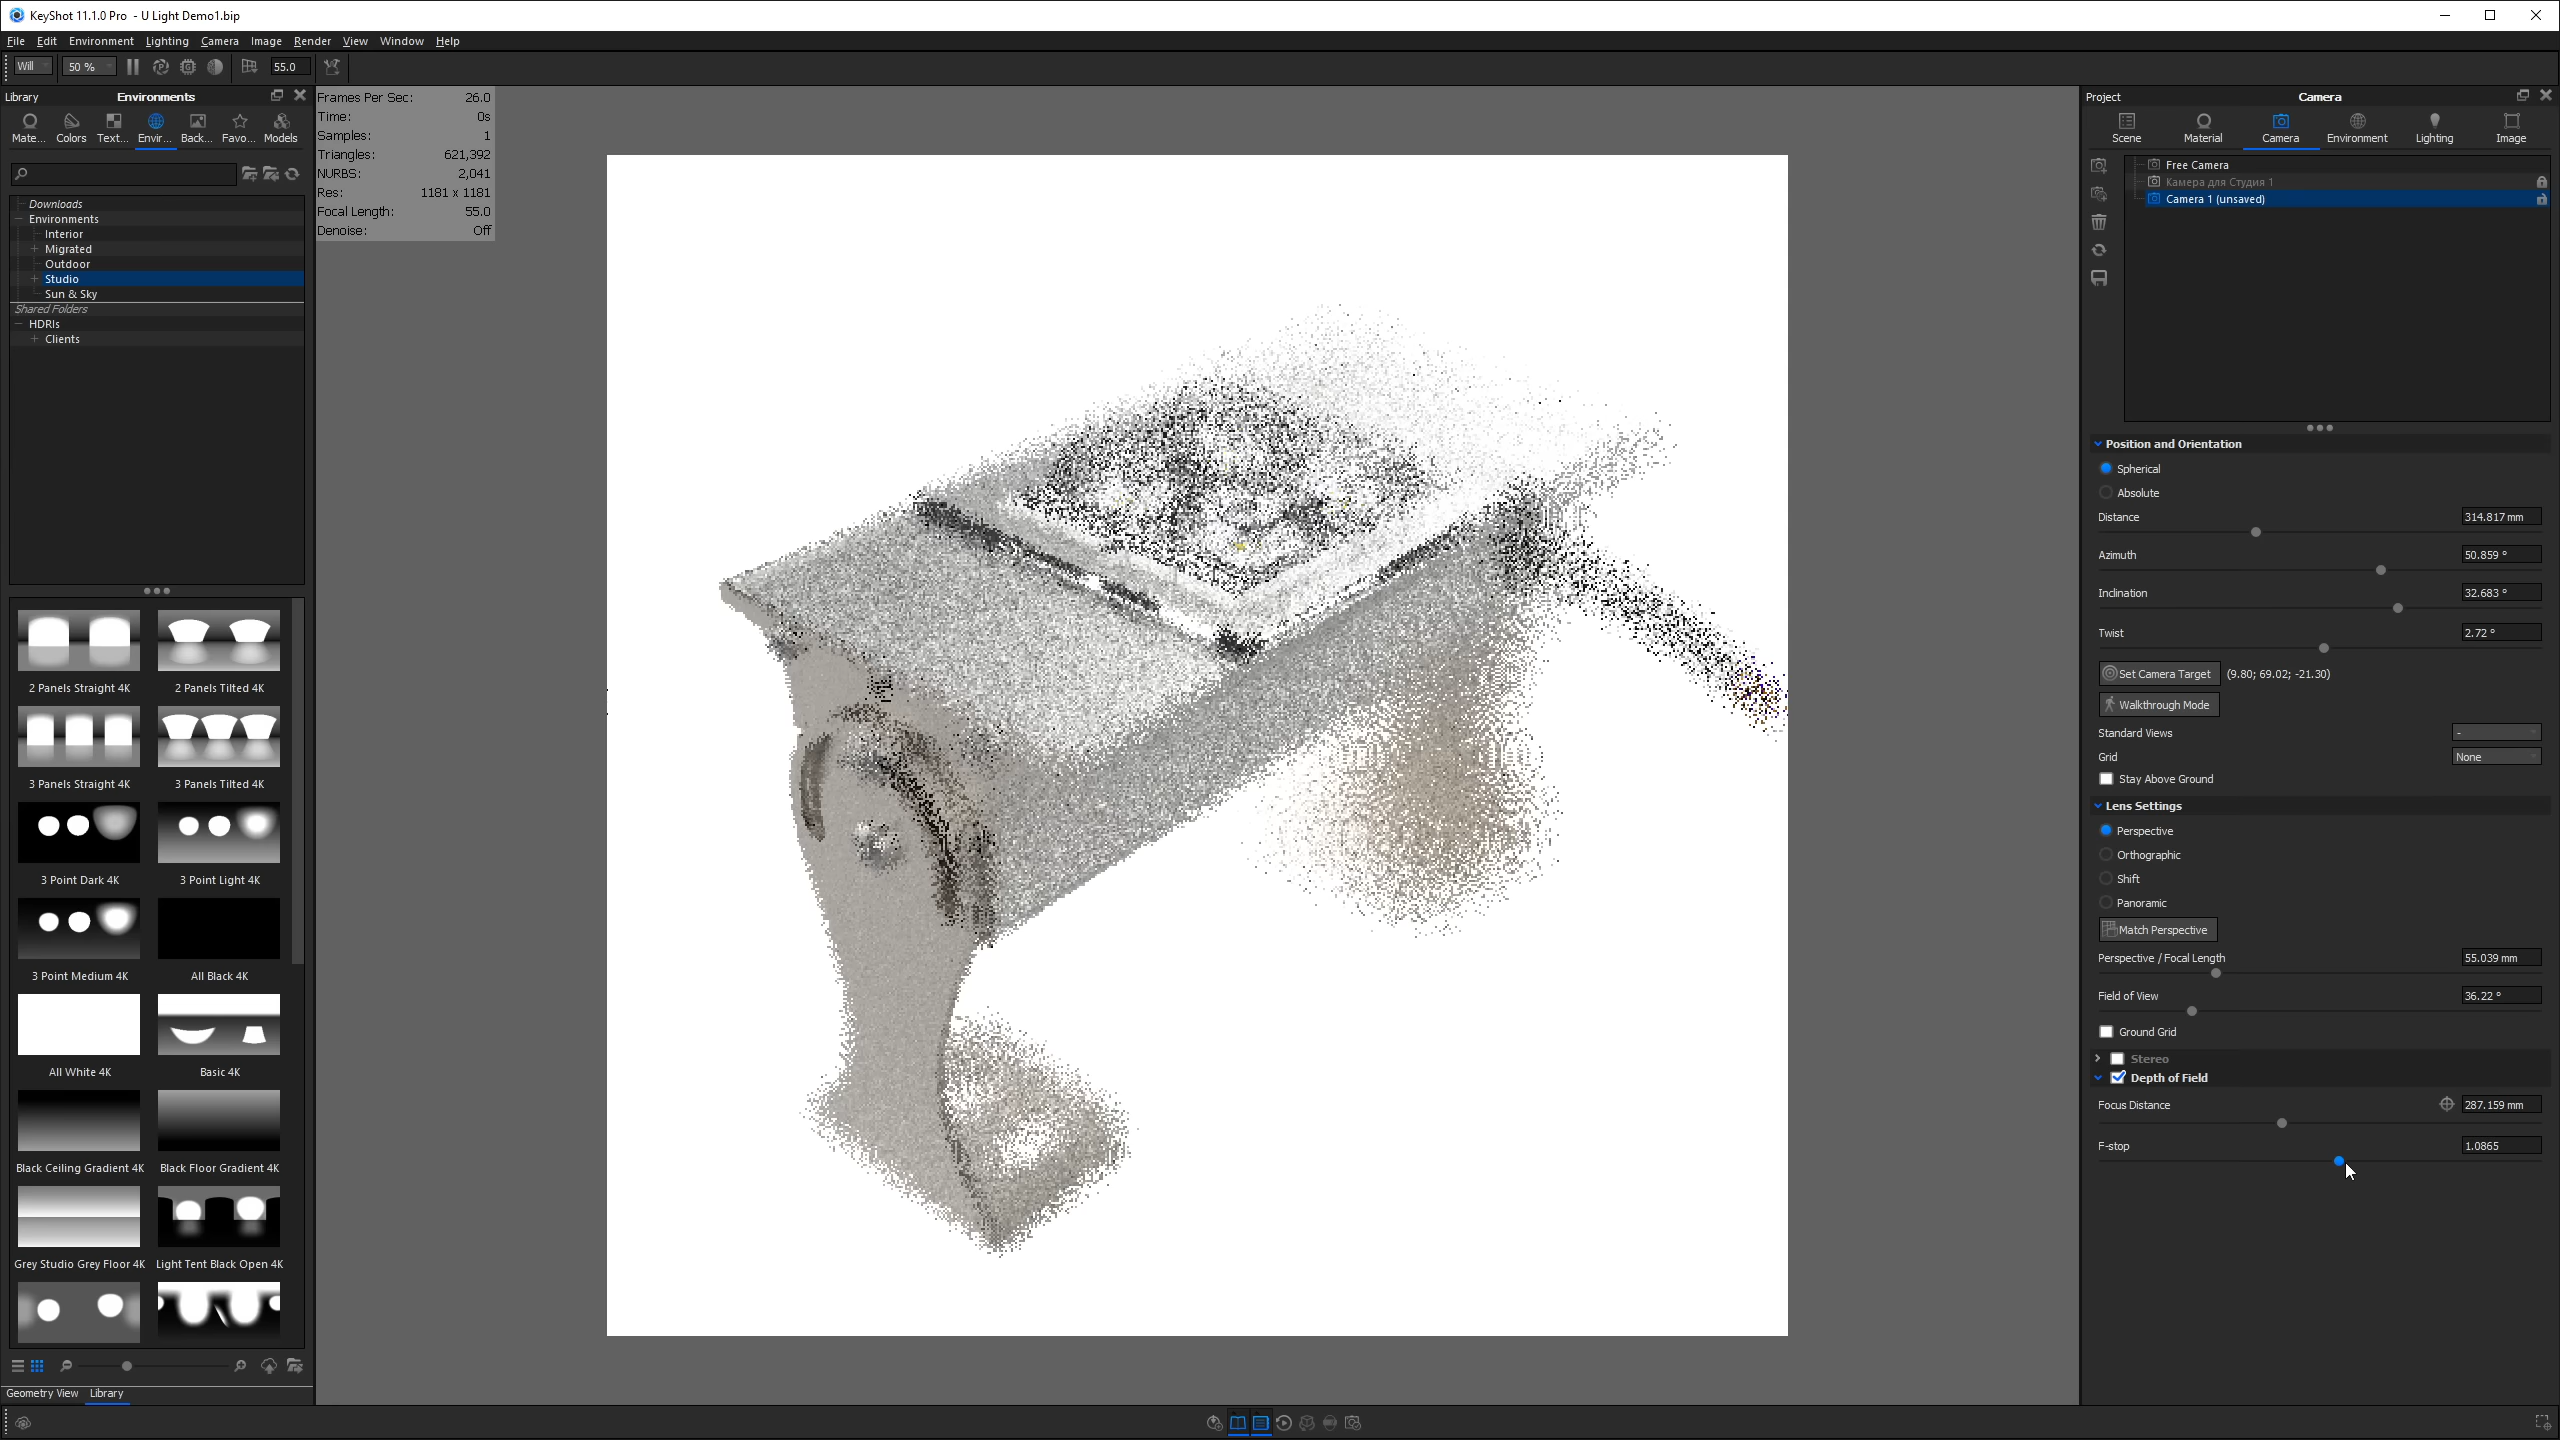 KeyShot 11.1.0 Pro - U Light Demo1.bip
File Edit Environment Lighting Camera Image Render View Window Help
Will 50 % 55.0
Library Environments
Mate... Colors Text... Envir... Back... Favo... Models
Downloads
Environments
Interior
Migrated
Outdoor
Studio
Sun & Sky
Shared Folders
HDRIs
Clients
2 Panels Straight 4K 2 Panels Tilted 4K
3 Panels Straight 4K 3 Panels Tilted 4K
3 Point Dark 4K 3 Point Light 4K
3 Point Medium 4K All Black 4K
All White 4K Basic 4K
Black Ceiling Gradient 4K Black Floor Gradient 4K
Grey Studio Grey Floor 4K Light Tent Black Open 4K
Geometry View Library
Frames Per Sec: 26.0
Time: 0s
Samples: 1
Triangles: 621,392
NURBS: 2,041
Res: 1181 x 1181
Focal Length: 55.0
Denoise: Off
Project Camera
Scene Material Camera Environment Lighting Image
Free Camera
Камера для Студия 1
Camera 1 (unsaved)
Position and Orientation
Spherical
Absolute
Distance 314.817 mm
Azimuth 50.859 °
Inclination 32.683 °
Twist 2.72 °
Set Camera Target (9.80; 69.02; -21.30)
Walkthrough Mode
Standard Views -
Grid None
Stay Above Ground
Lens Settings
Perspective
Orthographic
Shift
Panoramic
Match Perspective
Perspective / Focal Length 55.039 mm
Field of View 36.22 °
Ground Grid
Stereo
Depth of Field
Focus Distance 287.159 mm
F-stop 1.0865